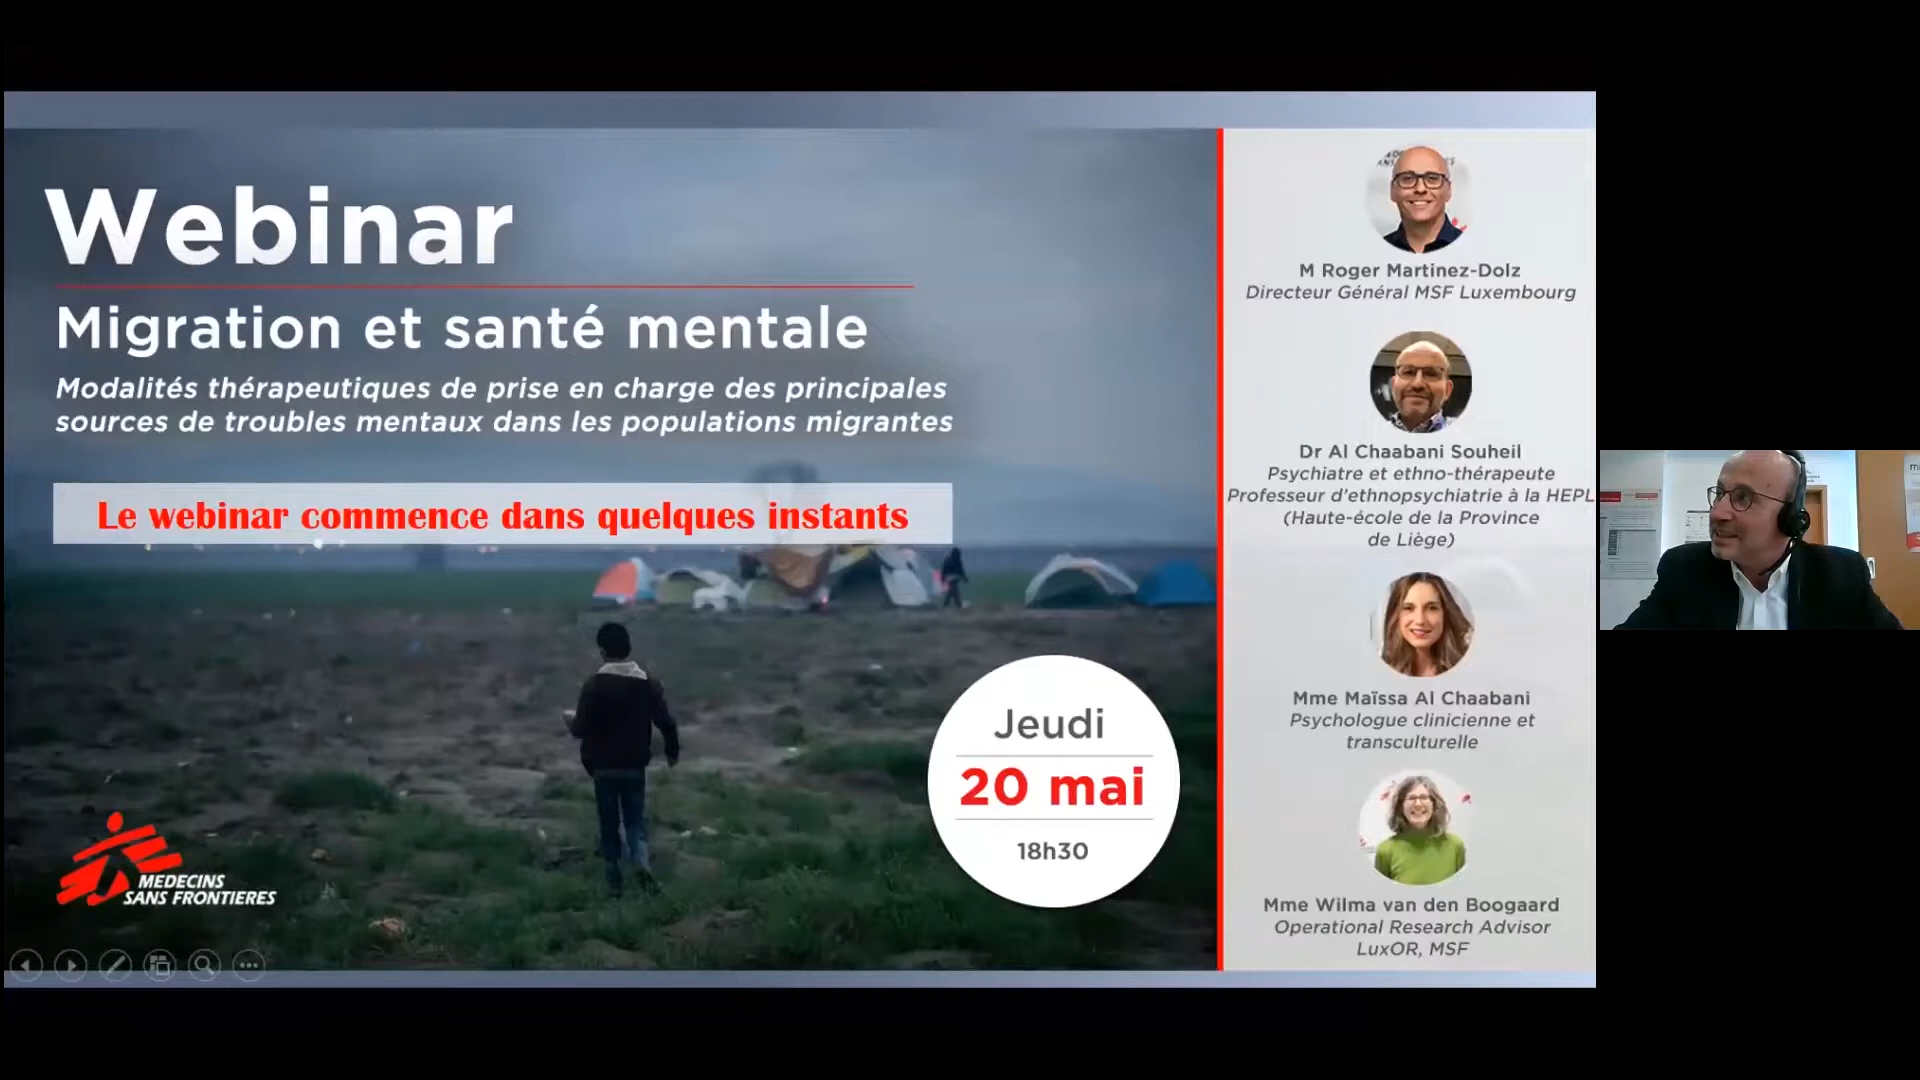 Webinar
Migration et santé mentale
Modalités thérapeutiques de prise en charge des principales
sources de troubles mentaux dans les populations migrantes
Le webinar commence dans quelques instants
Jeudi
20 mai
18h30
MEDECINS
SANS FRONTIERES
M Roger Martinez-Dolz
Directeur Général MSF Luxembourg
Dr Al Chaabani Souheil
Psychiatre et ethno-thérapeute
Professeur d'ethnopsychiatrie à la HEPL
(Haute-école de la Province
de Liège)
Mme Maïssa Al Chaabani
Psychologue clinicienne et
transculturelle
Mme Wilma van den Boogaard
Operational Research Advisor
LuxOR, MSF